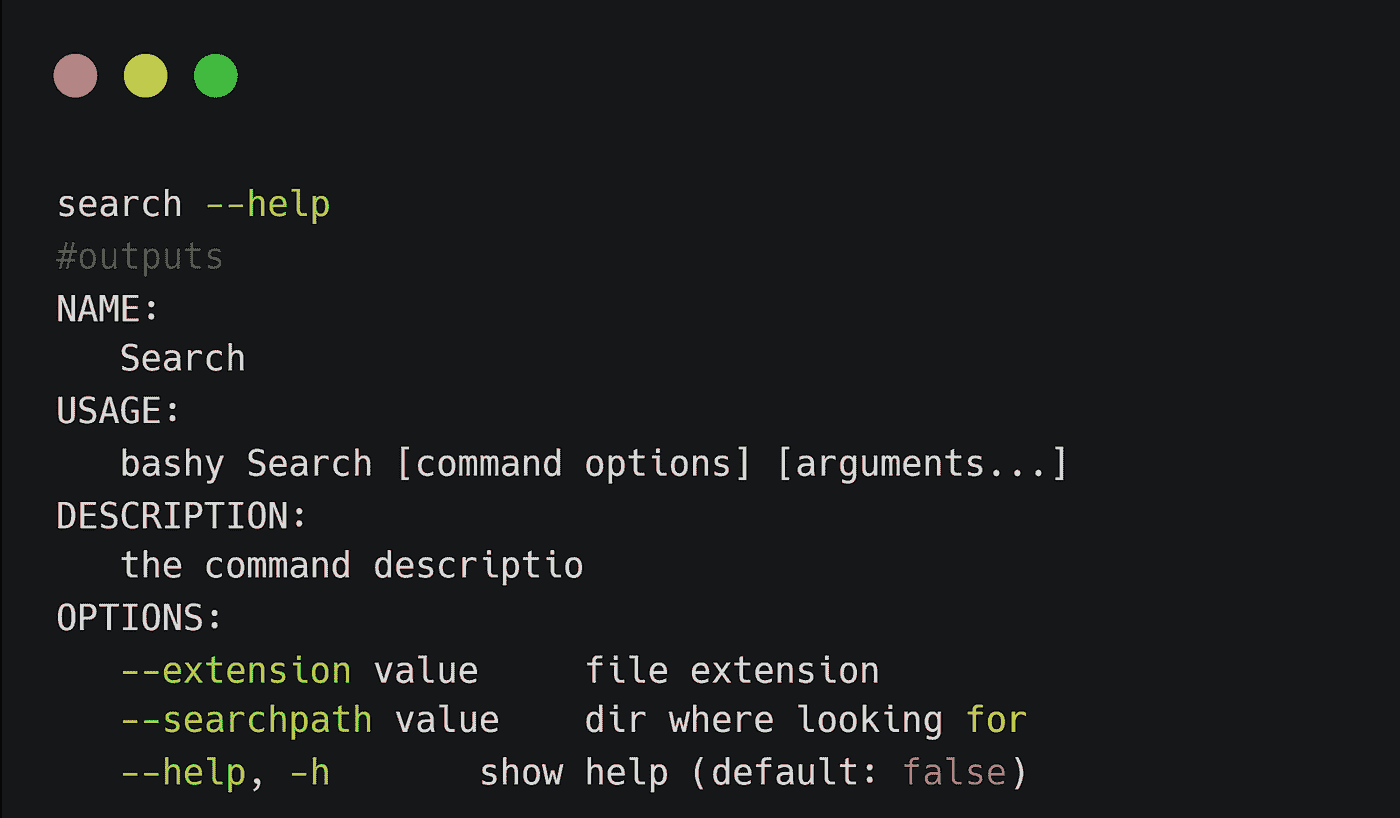 search --help
#outputs
NAME:
   Search
USAGE:
   bashy Search [command options] [arguments...]
DESCRIPTION:
   the command descriptio
OPTIONS:
   --extension value     file extension
   --searchpath value    dir where looking for
   --help, -h       show help (default: false)